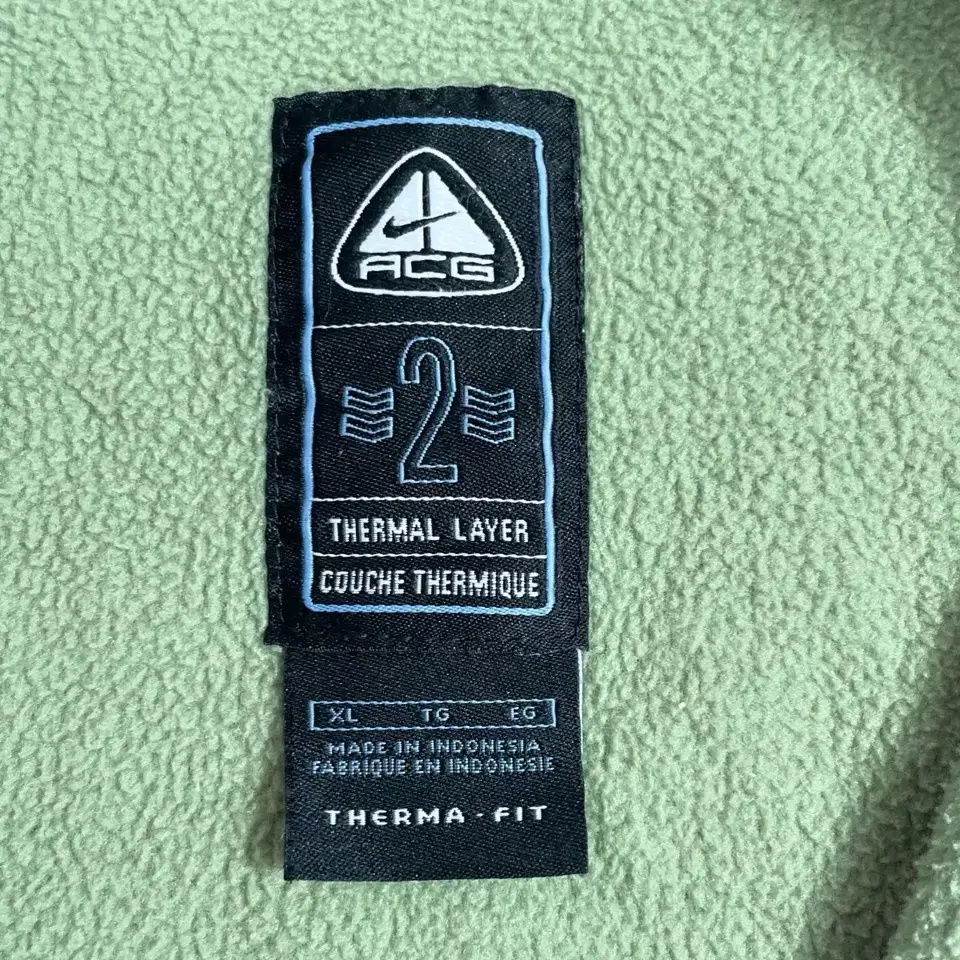 ACG
2
THERMAL LAYER
COUCHE THERMIQUE
XL TG EG
MADE IN INDONESIA
FABRIQUE EN INDONESIE
THERMA - FIT